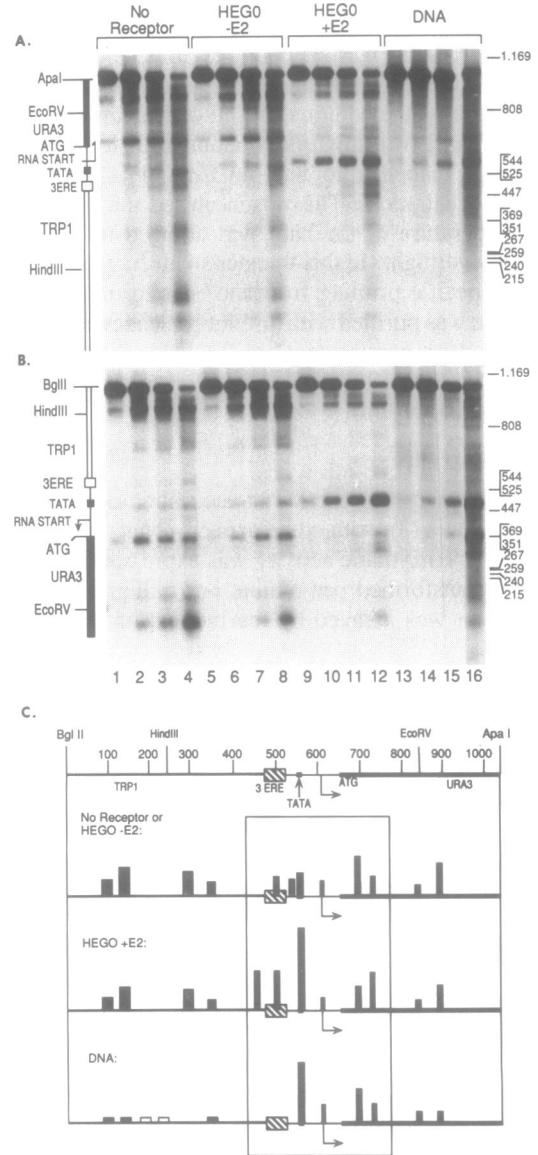 No Receptor
HEG0 -E2
HEG0 +E2
DNA
A.
ApaI
EcoRV
URA3
ATG
RNA START
TATA
3ERE
TRP1
HindIII
1.169
808
544
525
447
369
351
267
259
240
215
B.
BglII
HindIII
TRP1
3ERE
TATA
RNA START
ATG
URA3
EcoRV
1.169
808
544
525
447
369
351
267
259
240
215
1 2 3 4 5 6 7 8 9 10 11 12 13 14 15 16
C.
Bgl II HindIII EcoRV Apa I
100 200 300 400 500 600 700 800 900 1000
TRP1 3 ERE TATA ATG URA3
No Receptor or
HEGO -E2:
HEGO +E2:
DNA: